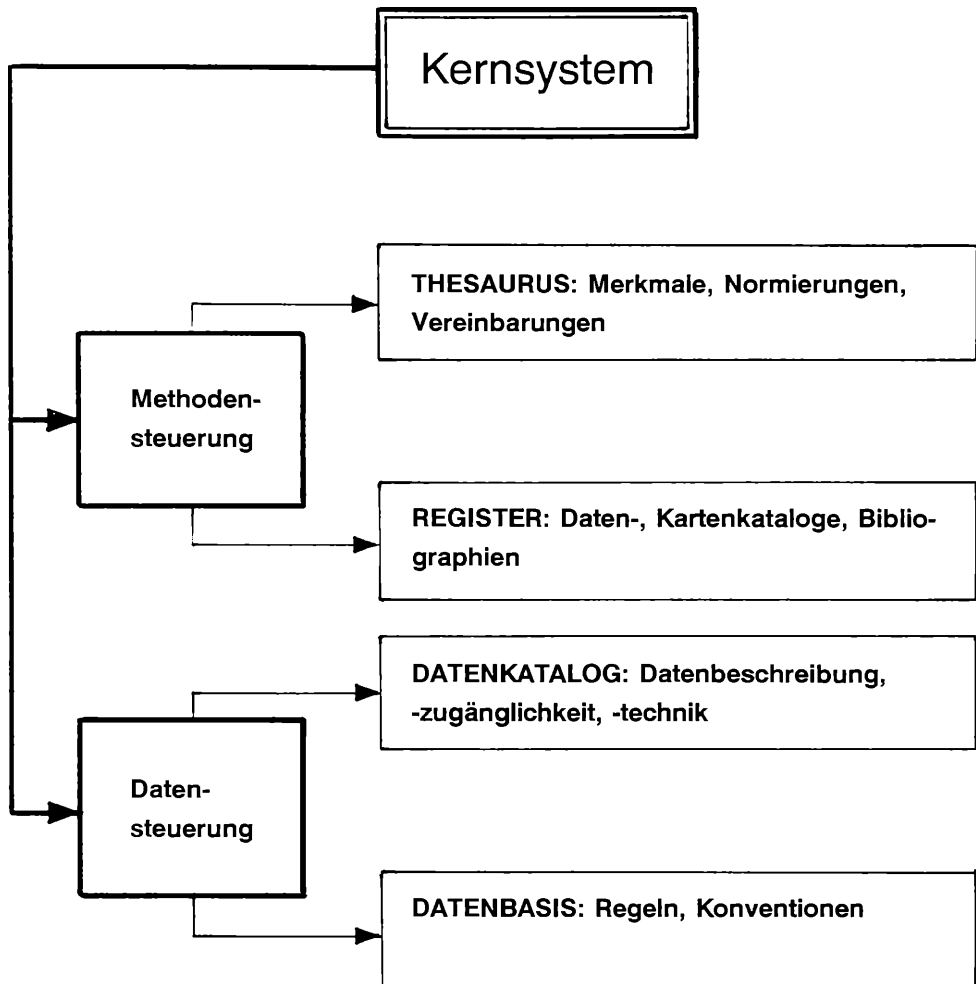 Kernsystem
THESAURUS: Merkmale, Normierungen,
Vereinbarungen
Methoden-
steuerung
REGISTER: Daten-, Kartenkataloge, Biblio-
graphien
DATENKATALOG: Datenbeschreibung,
-zugänglichkeit, -technik
Daten-
steuerung
DATENBASIS: Regeln, Konventionen